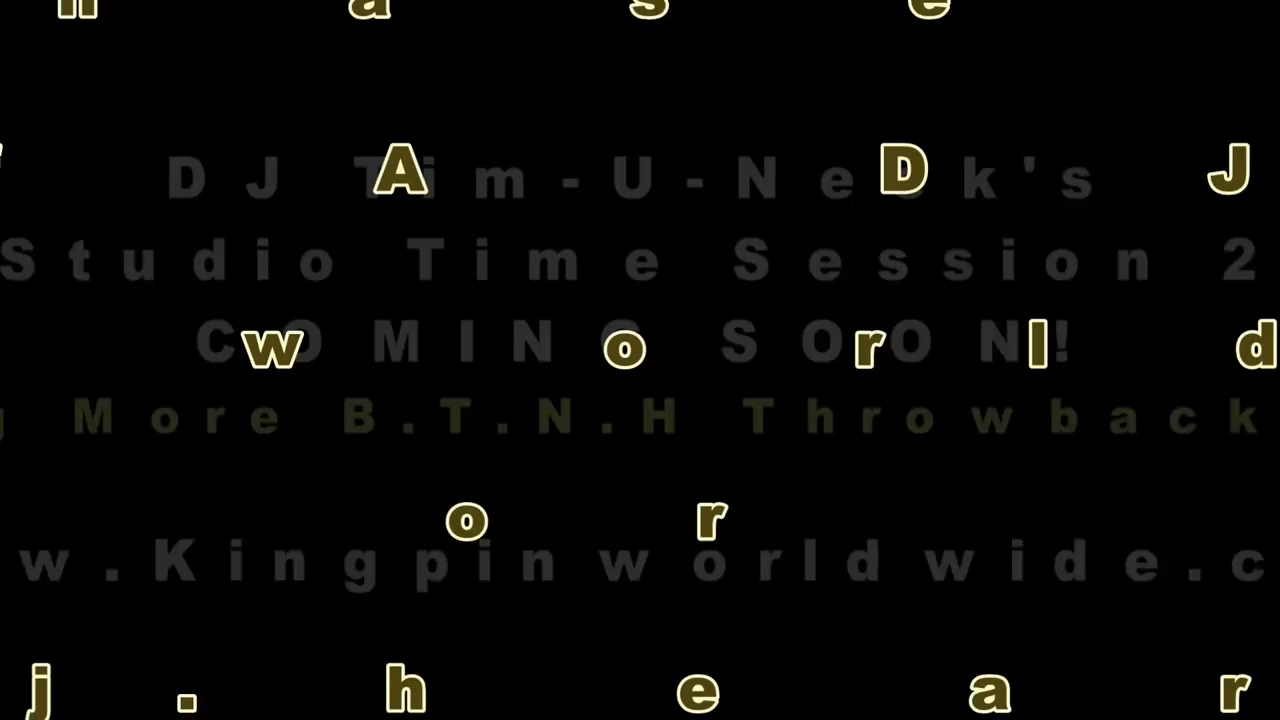 h a s e
A D J
DJ Tim-U-Neek's
Studio Time Session 2
COMING SOON!
w o r l d
More B.T.N.H Throwback
o r
w.Kingpinworldwide.c
j . h e a r